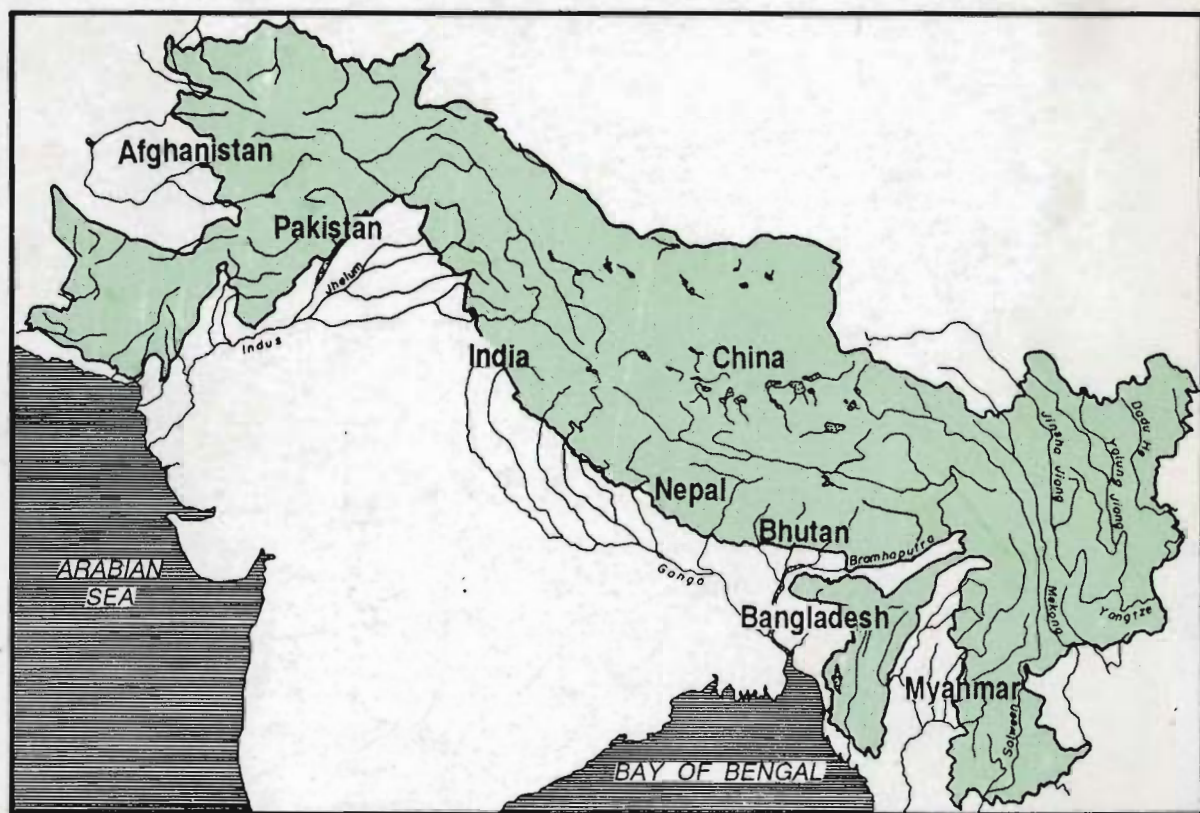 Afghanistan
Pakistan
Jhelum
Indus
India
China
Dadu He
Jinsha Jiang
Yalung Jiang
Nepal
Bhutan
Bramhaputra
ARABIAN
SEA
Ganga
Mekong
Yangtze
Bangladesh
Myanmar
Salween
BAY OF BENGAL